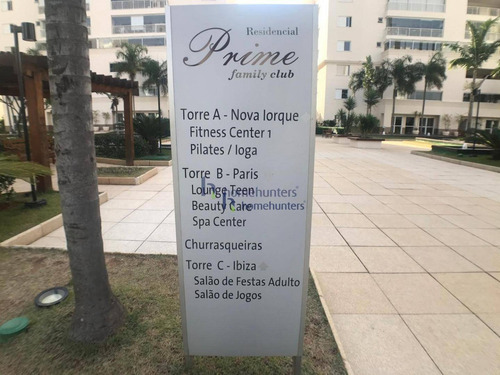 Residencial
Prime
family club
Torre A - Nova Iorque
Fitness Center 1
Pilates / Ioga
Torre B - Paris
Lounge Teen
homehunters
Beauty Care
homehunters
Spa Center
Churrasqueiras
Torre C - Ibiza
Salão de Festas Adulto
Salão de Jogos